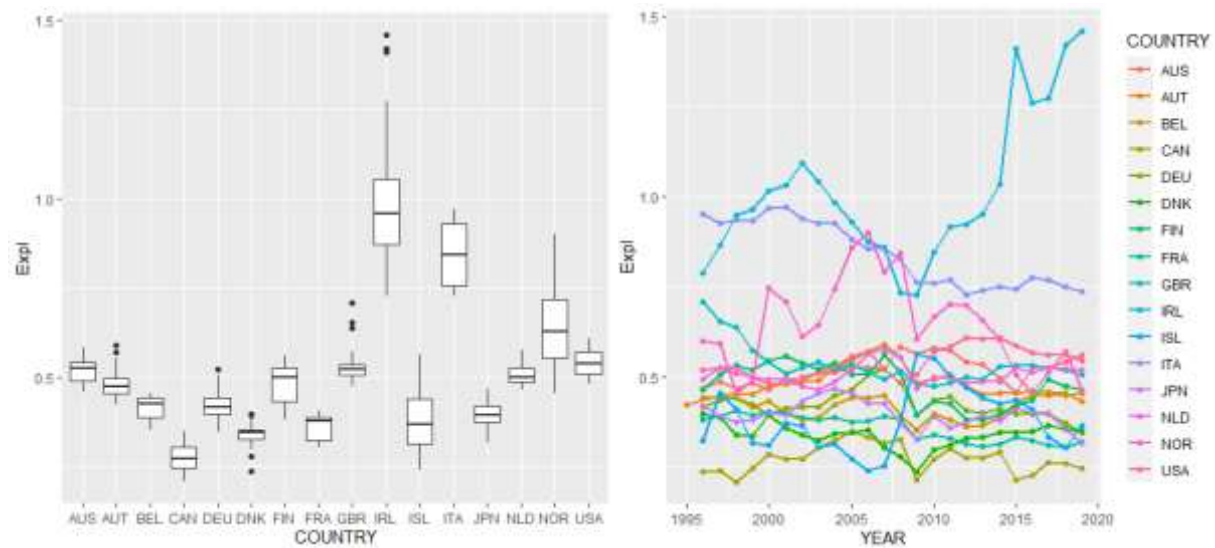 1.5
1.0
0.5
Expl
AUS AUT BEL CAN DEU DNK FIN FRA GBR IRL ISL ITA JPN NLD NOR USA
COUNTRY
1.5
1.0
0.5
Expl
1995 2000 2005 2010 2015 2020
YEAR
COUNTRY
AUS
AUT
BEL
CAN
DEU
DNK
FIN
FRA
GBR
IRL
ISL
ITA
JPN
NLD
NOR
USA